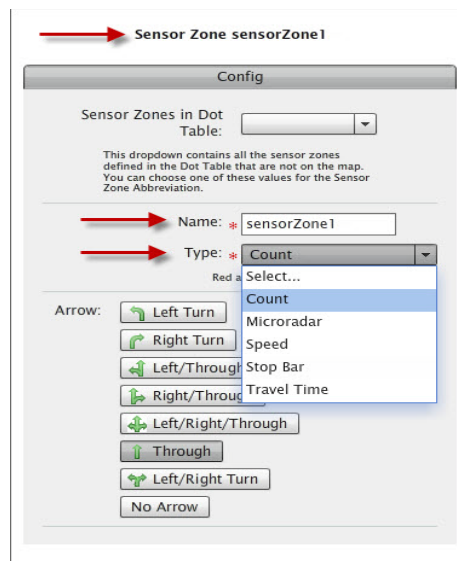 Sensor Zone sensorZone1
Config
Sensor Zones in Dot
Table:
This dropdown contains all the sensor zones
defined in the Dot Table that are not on the map.
You can choose one of these values for the Sensor
Zone Abbreviation.
Name: * sensorZone1
Type: * Count
Red
Select...
Count
Microradar
Speed
Stop Bar
Travel Time
Arrow:
Left Turn
Right Turn
Left/Through
Right/Through
Left/Right/Through
Through
Left/Right Turn
No Arrow